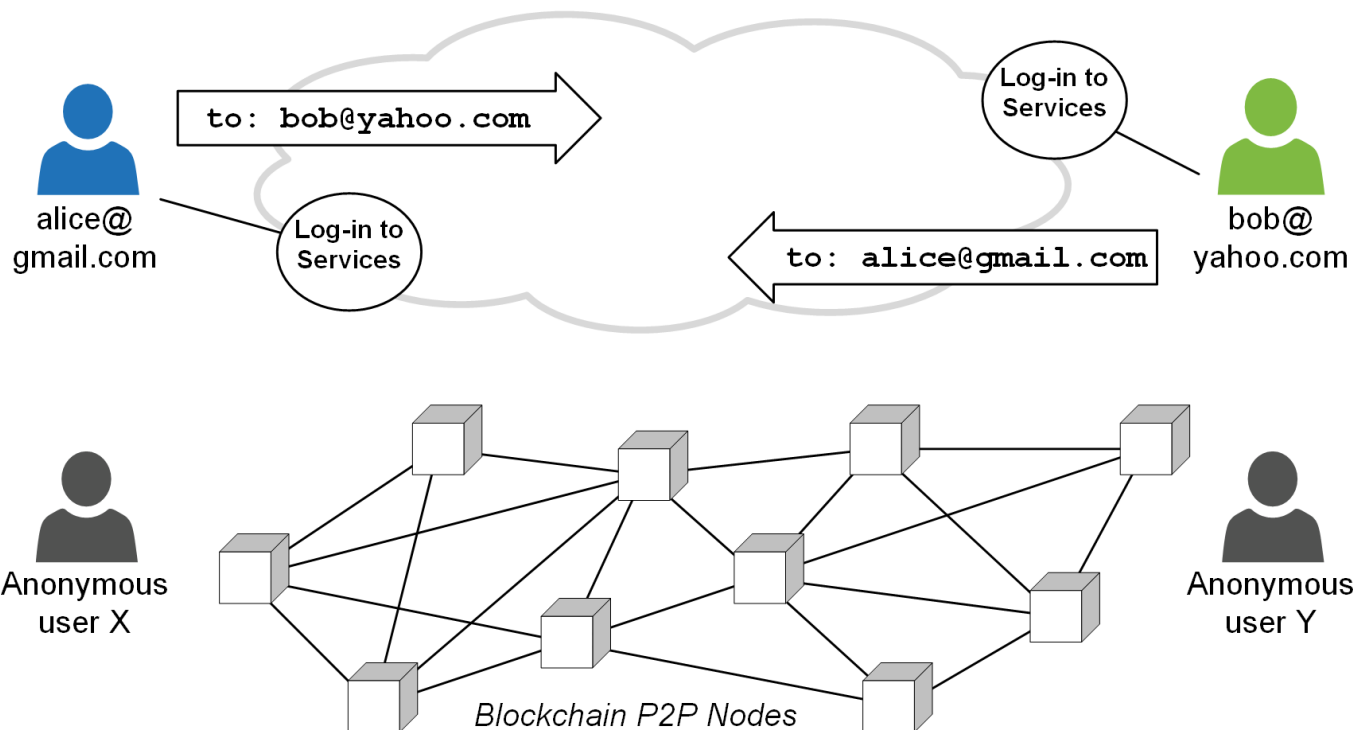 Log-in to
Services
to: bob@yahoo.com
alice@
gmail.com
Log-in to
Services
bob@
yahoo.com
to: alice@gmail.com
Anonymous
user X
Anonymous
user Y
Blockchain P2P Nodes